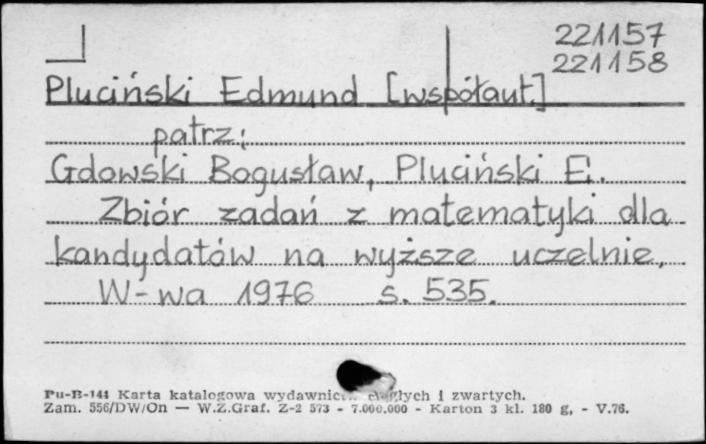 221157
221158
Pluciński Edmund [współaut.]
patrz:
Gdowski Bogusław, Pluciński E.
Zbiór zadań z matematyki dla
kandydatów na wyższe uczelnie.
W-wa 1976 s. 535.
Pu-B-144 Karta katalogowa wydawnictw ciągłych i zwartych.
Zam. 556/DW/On — W.Z.Graf. Z-2 573 - 7.000.000 - Karton 3 kl. 180 g. - V.76.